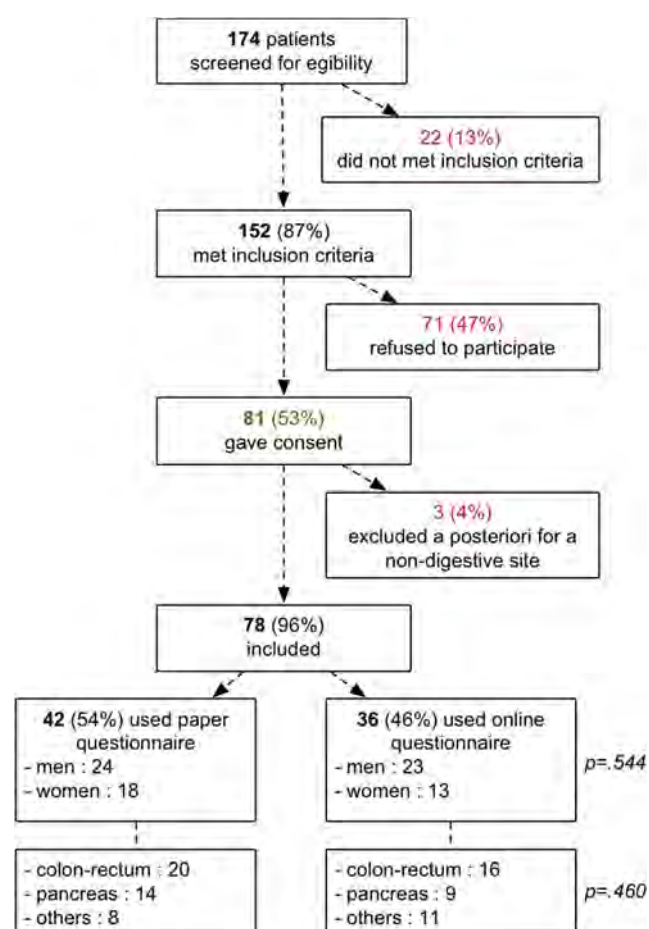 174 patients
screened for egibility
22 (13%)
did not met inclusion criteria
152 (87%)
met inclusion criteria
71 (47%)
refused to participate
81 (53%)
gave consent
3 (4%)
excluded a posteriori for a
non-digestive site
78 (96%)
included
42 (54%) used paper
questionnaire
- men : 24
- women : 18
36 (46%) used online
questionnaire
- men : 23
- women : 13
p=.544
- colon-rectum : 20
- pancreas : 14
- others : 8
- colon-rectum : 16
- pancreas : 9
- others : 11
p=.460